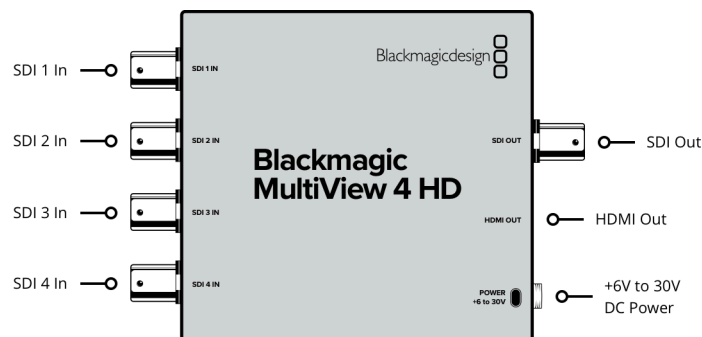 Blackmagicdesign
SDI 1 In
SDI 1 IN
SDI 2 In
SDI 2 IN
SDI OUT
SDI Out
Blackmagic
MultiView 4 HD
SDI 3 In
SDI 3 IN
HDMI OUT
HDMI Out
SDI 4 In
SDI 4 IN
POWER
+6 to 30V
+6V to 30V
DC Power